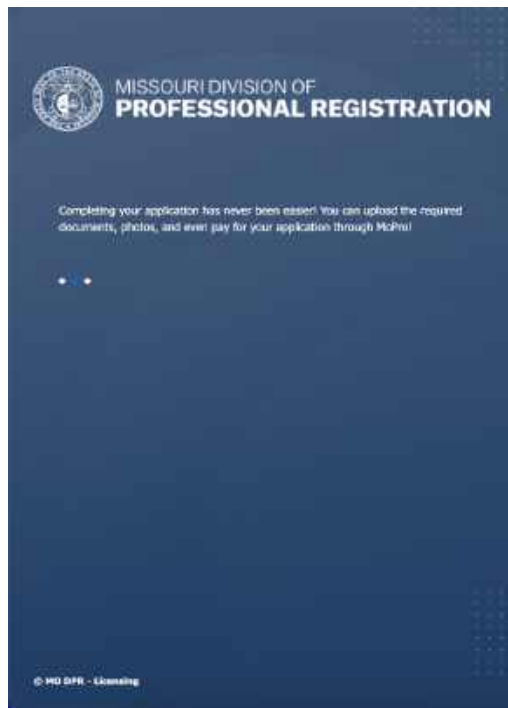 MISSOURI DIVISION OF
PROFESSIONAL REGISTRATION
Completing your application has never been easier! You can upload the required
documents, photos, and even pay for your application through MoPro!
© MO DPR - Licensing